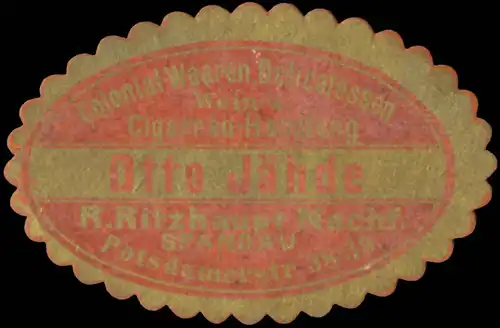 Colonial-Waaren Delicatessen
Wein- u.
Cigarren-Handlung
Otto Jähde
R. Ritzhaupt Nachf.
SPANDAU
Potsdamerstr.